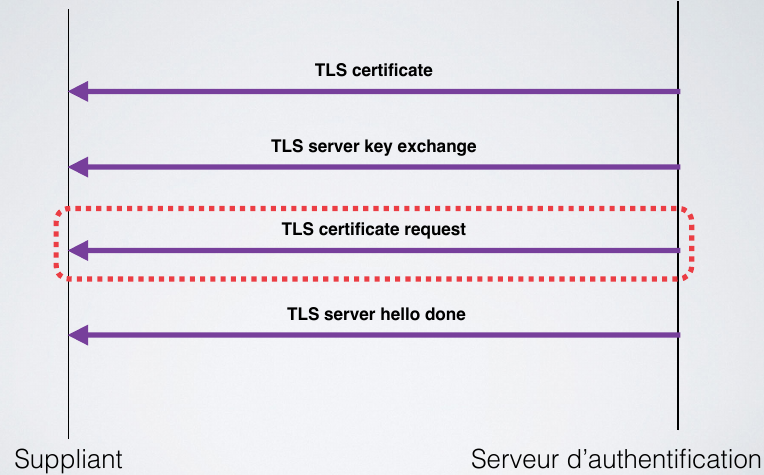 TLS certificate
TLS server key exchange
TLS certificate request
TLS server hello done
Suppliant
Serveur d'authentification